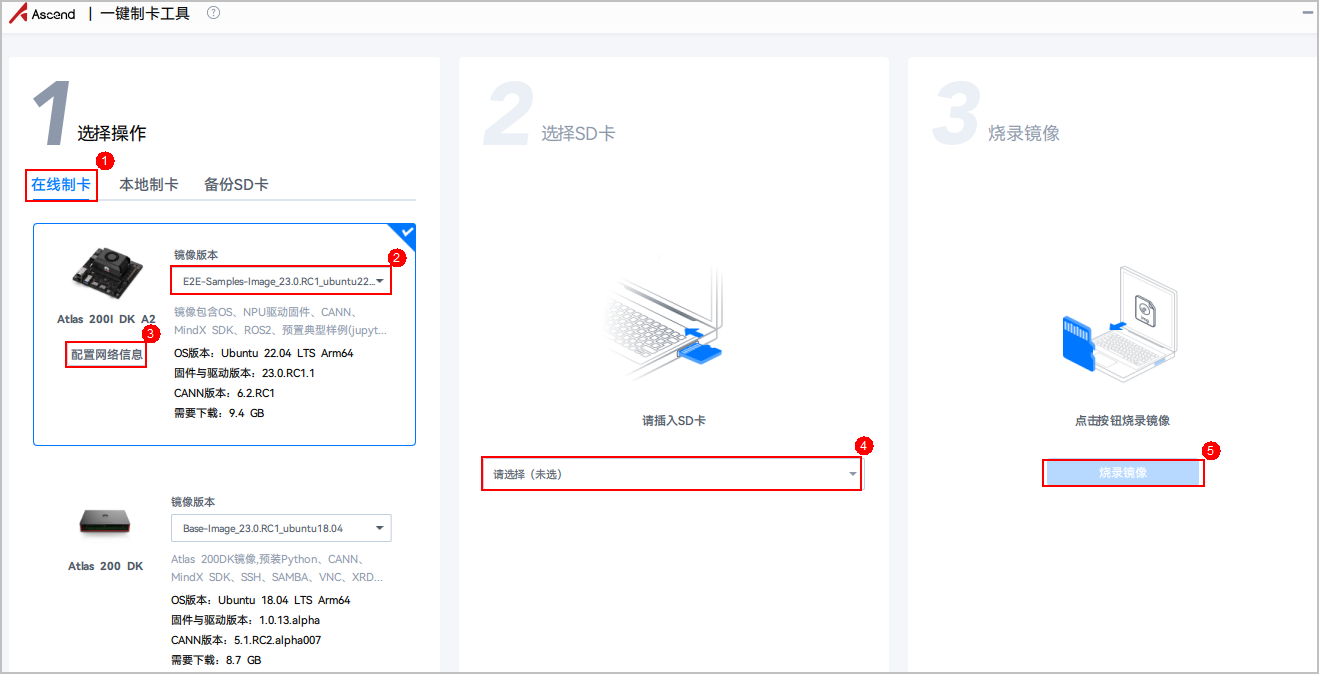 Ascend | 一键制卡工具 ?
1 选择操作
1
在线制卡 本地制卡 备份SD卡
镜像版本
2
E2E-Samples-Image_23.0.RC1_ubuntu22...
Atlas 200I DK A2
3
配置网络信息
镜像包含OS、NPU驱动固件、CANN、
MindX SDK、ROS2、预置典型样例(jupyt...
OS版本：Ubuntu 22.04 LTS Arm64
固件与驱动版本：23.0.RC1.1
CANN版本：6.2.RC1
需要下载：9.4 GB
镜像版本
Base-Image_23.0.RC1_ubuntu18.04
Atlas 200 DK
Atlas 200DK镜像,预装Python、CANN、
MindX SDK、SSH、SAMBA、VNC、XRD...
OS版本：Ubuntu 18.04 LTS Arm64
固件与驱动版本：1.0.13.alpha
CANN版本：5.1.RC2.alpha007
需要下载：8.7 GB
2 选择SD卡
请插入SD卡
4
请选择（未选）
3 烧录镜像
点击按钮烧录镜像
5
烧录镜像